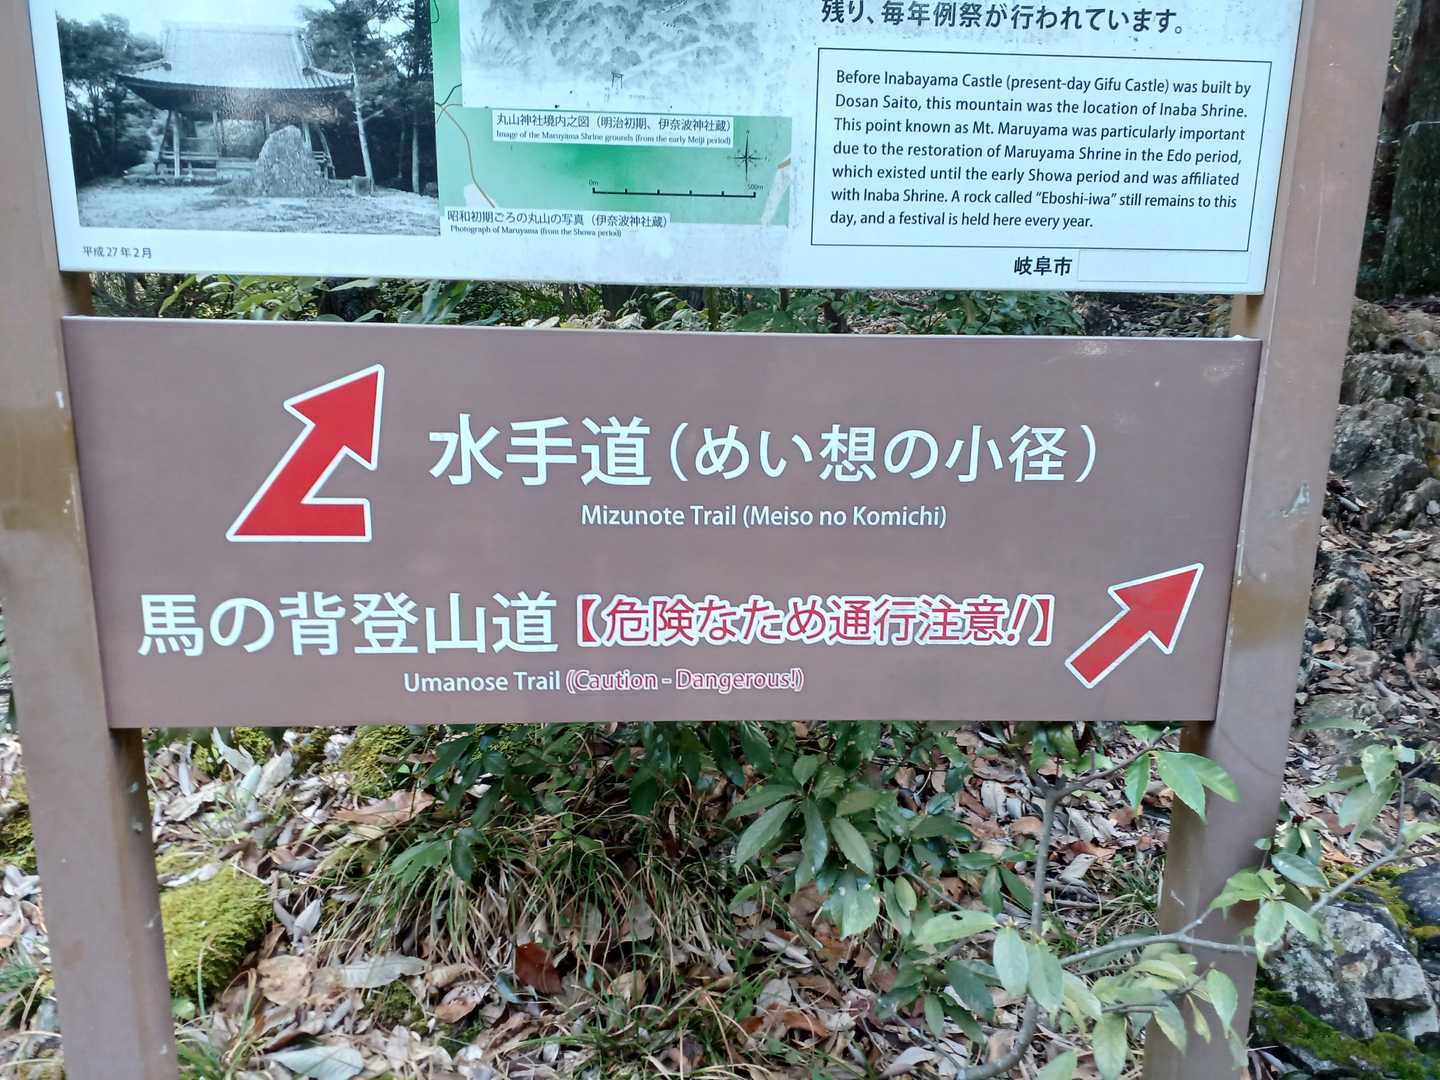 残り、毎年例祭が行われています。
Before Inabayama Castle (present-day Gifu Castle) was built by
Dosan Saito, this mountain was the location of Inaba Shrine.
This point known as Mt. Maruyama was particularly important
due to the restoration of Maruyama Shrine in the Edo period,
which existed until the early Showa period and was affiliated
with Inaba Shrine. A rock called “Eboshi-iwa” still remains to this
day, and a festival is held here every year.
丸山神社境内之図（明治初期、伊奈波神社蔵）
Image of the Maruyama Shrine grounds (from the early Meiji period)
0m 500m
昭和初期ごろの丸山の写真（伊奈波神社蔵）
Photograph of Maruyama (from the Showa period)
平成27年2月
岐阜市
水手道（めい想の小径）
Mizunote Trail (Meiso no Komichi)
馬の背登山道【危険なため通行注意!】
Umanose Trail (Caution - Dangerous!)